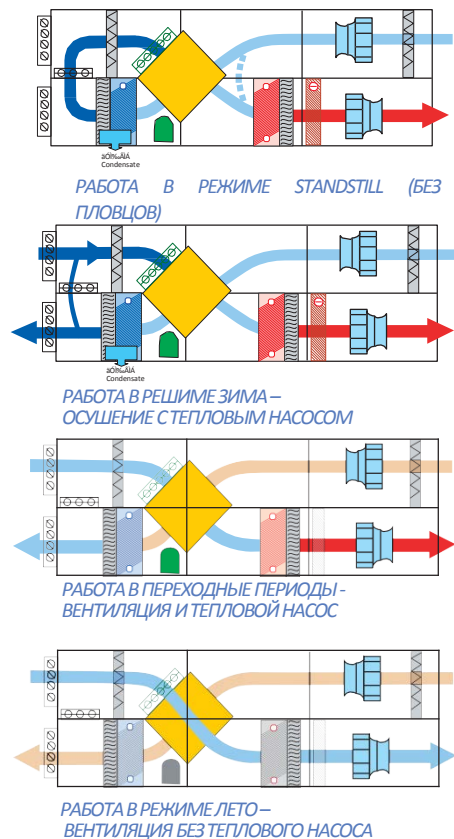 Condensate
РАБОТА В РЕЖИМЕ STANDSTILL (БЕЗ
ПЛОВЦОВ)
Condensate
РАБОТА В РЕШИМЕ ЗИМА –
ОСУШЕНИЕ С ТЕПЛОВЫМ НАСОСОМ
РАБОТА В ПЕРЕХОДНЫЕ ПЕРИОДЫ -
ВЕНТИЛЯЦИЯ И ТЕПЛОВОЙ НАСОС
РАБОТА В РЕЖИМЕ ЛЕТО –
ВЕНТИЛЯЦИЯ БЕЗ ТЕПЛОВОГО НАСОСА